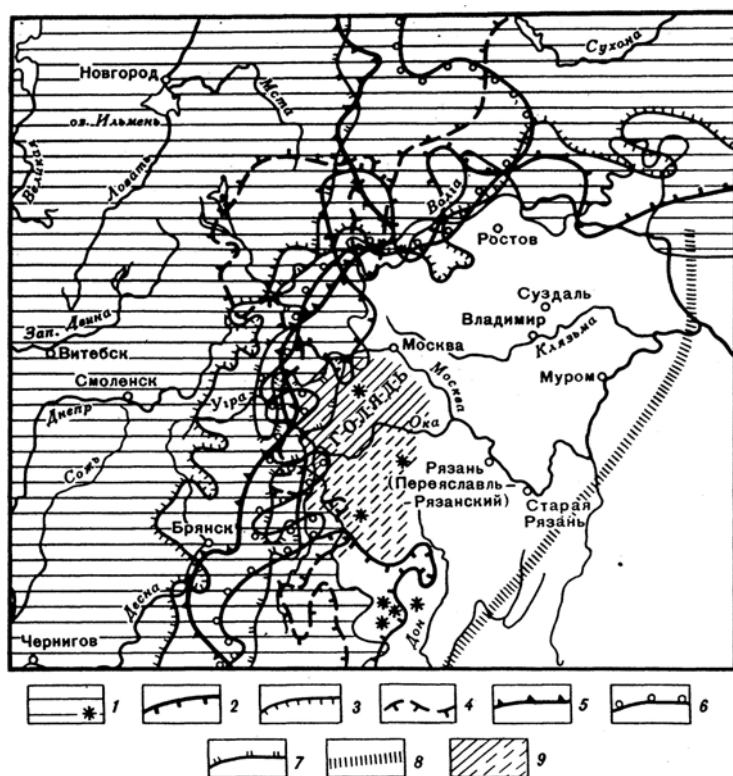 Сухона
Новгород
Мста
оз. Ильмень
Великая
Ловать
Волга
Ростов
Суздаль
Зап. Двина
Владимир
Клязьма
Витебск
Москва
Смоленск
Муром
Днепр
Угра
ГОЛЯДЬ
Москва
Ока
Сожь
Рязань
(Переяславль-
Рязанский)
Старая
Рязань
Брянск
Десна
Дон
Чернигов
1 2 3 4 5 6
7 8 9